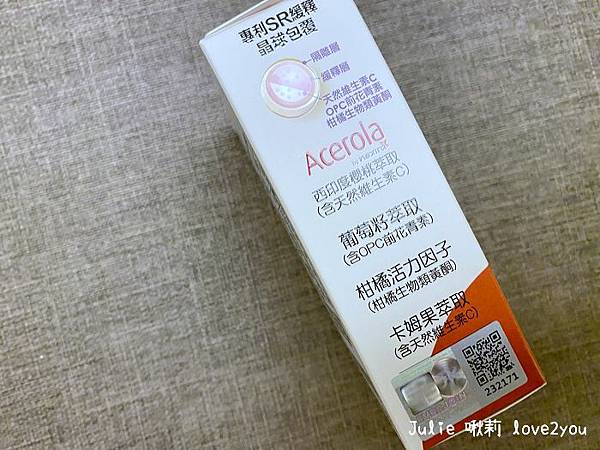 專利SR緩釋
晶球包覆
隔離層
緩釋層
天然維生素C
OPC前花青素
柑橘生物類黃酮
Acerola
西印度櫻桃萃取
(含天然維生素C)
葡萄籽萃取
(含OPC前花青素)
柑橘活力因子
(柑橘生物類黃酮)
卡姆果萃取
(含天然維生素C)
232171
Julie 啾莉 love2you